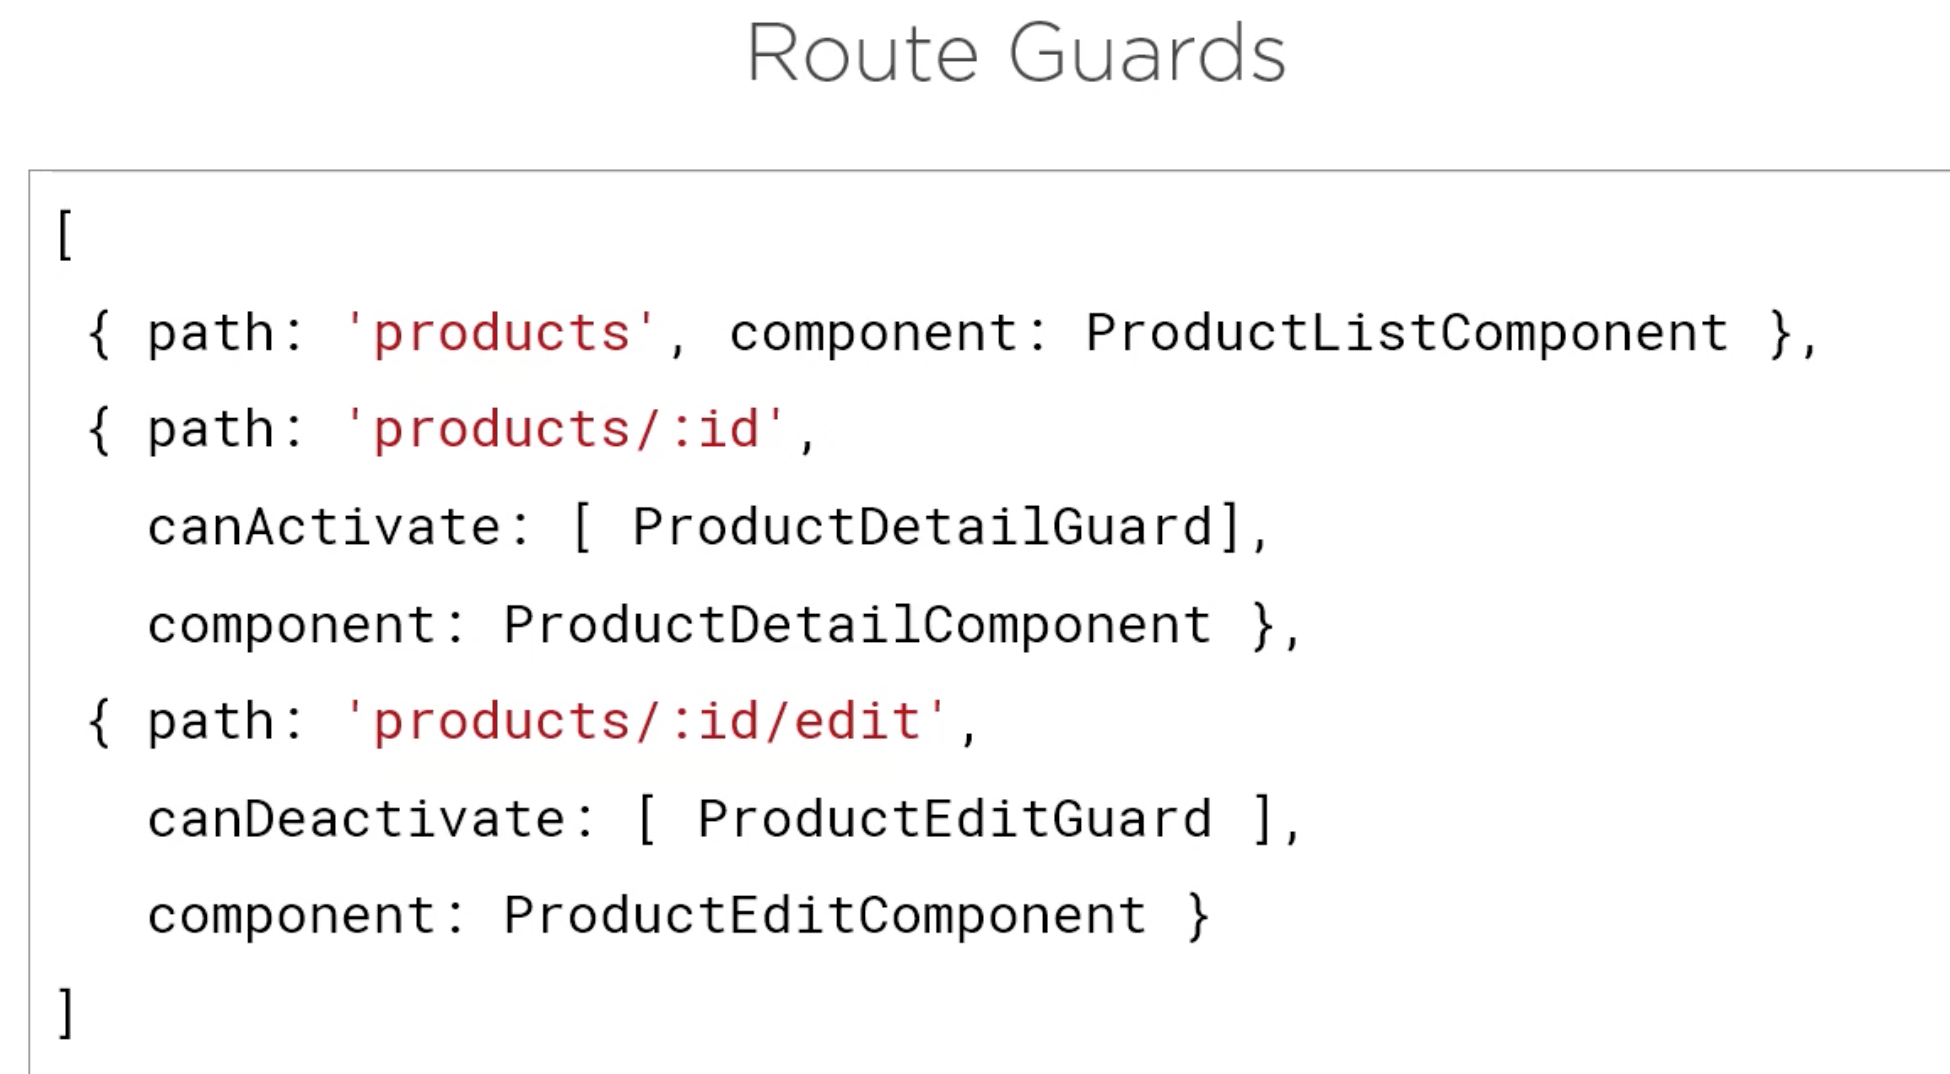 Route Guards
[
{ path: 'products', component: ProductListComponent },
{ path: 'products/:id',
canActivate: [ ProductDetailGuard],
component: ProductDetailComponent },
{ path: 'products/:id/edit',
canDeactivate: [ ProductEditGuard ],
component: ProductEditComponent }
]